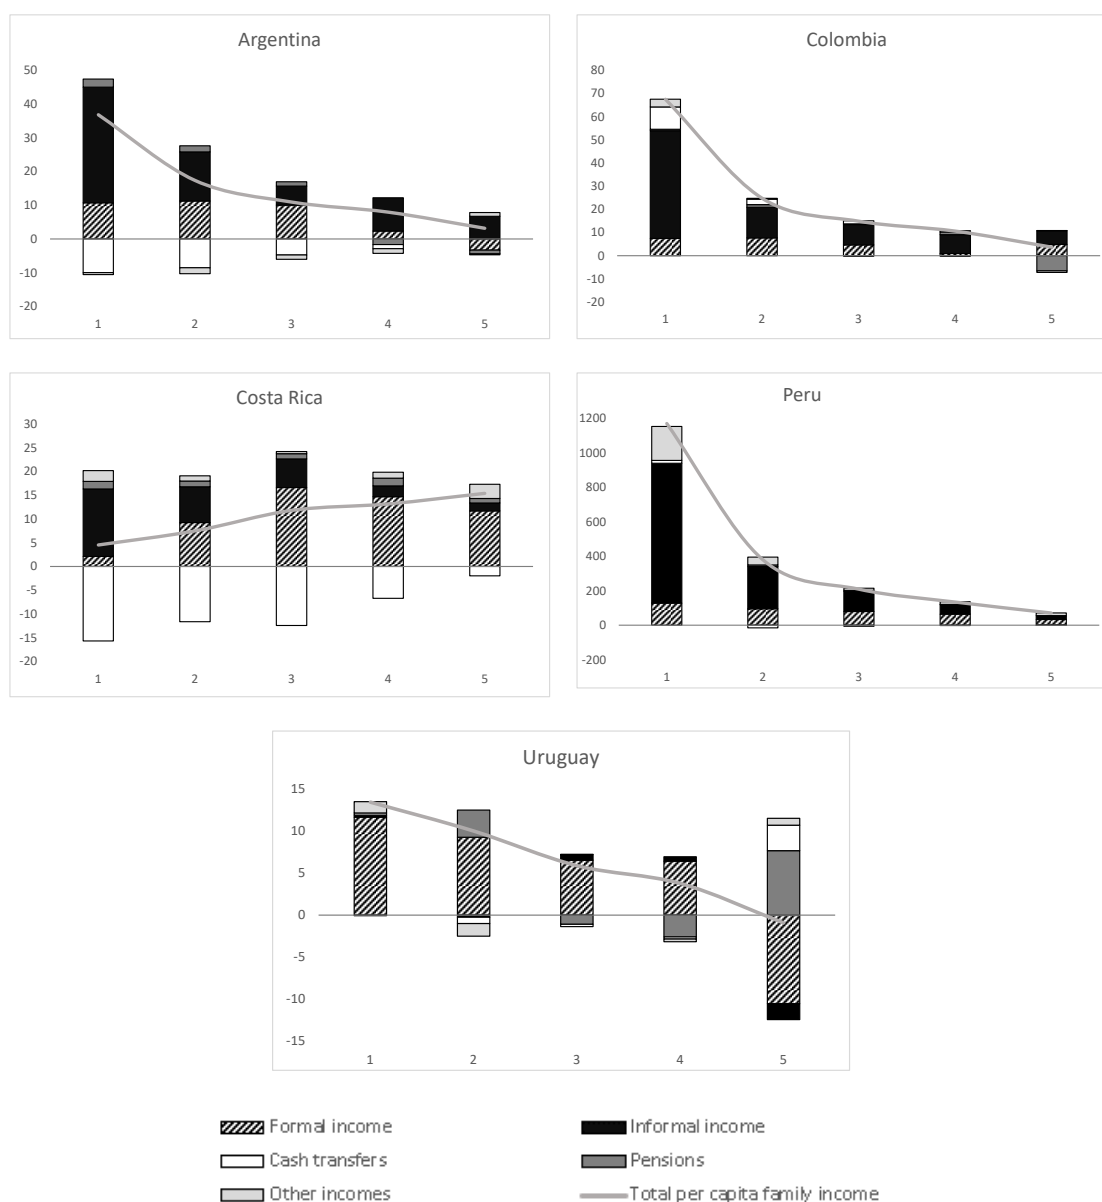 Argentina
50
40
30
20
10
0
-10
-20
1 2 3 4 5
Colombia
80
70
60
50
40
30
20
10
0
-10
-20
1 2 3 4 5
Costa Rica
30
25
20
15
10
5
0
-5
-10
-15
-20
1 2 3 4 5
Peru
1200
1000
800
600
400
200
0
-200
1 2 3 4 5
Uruguay
15
10
5
0
-5
-10
-15
1 2 3 4 5
Formal income
Informal income
Cash transfers
Pensions
Other incomes
Total per capita family income